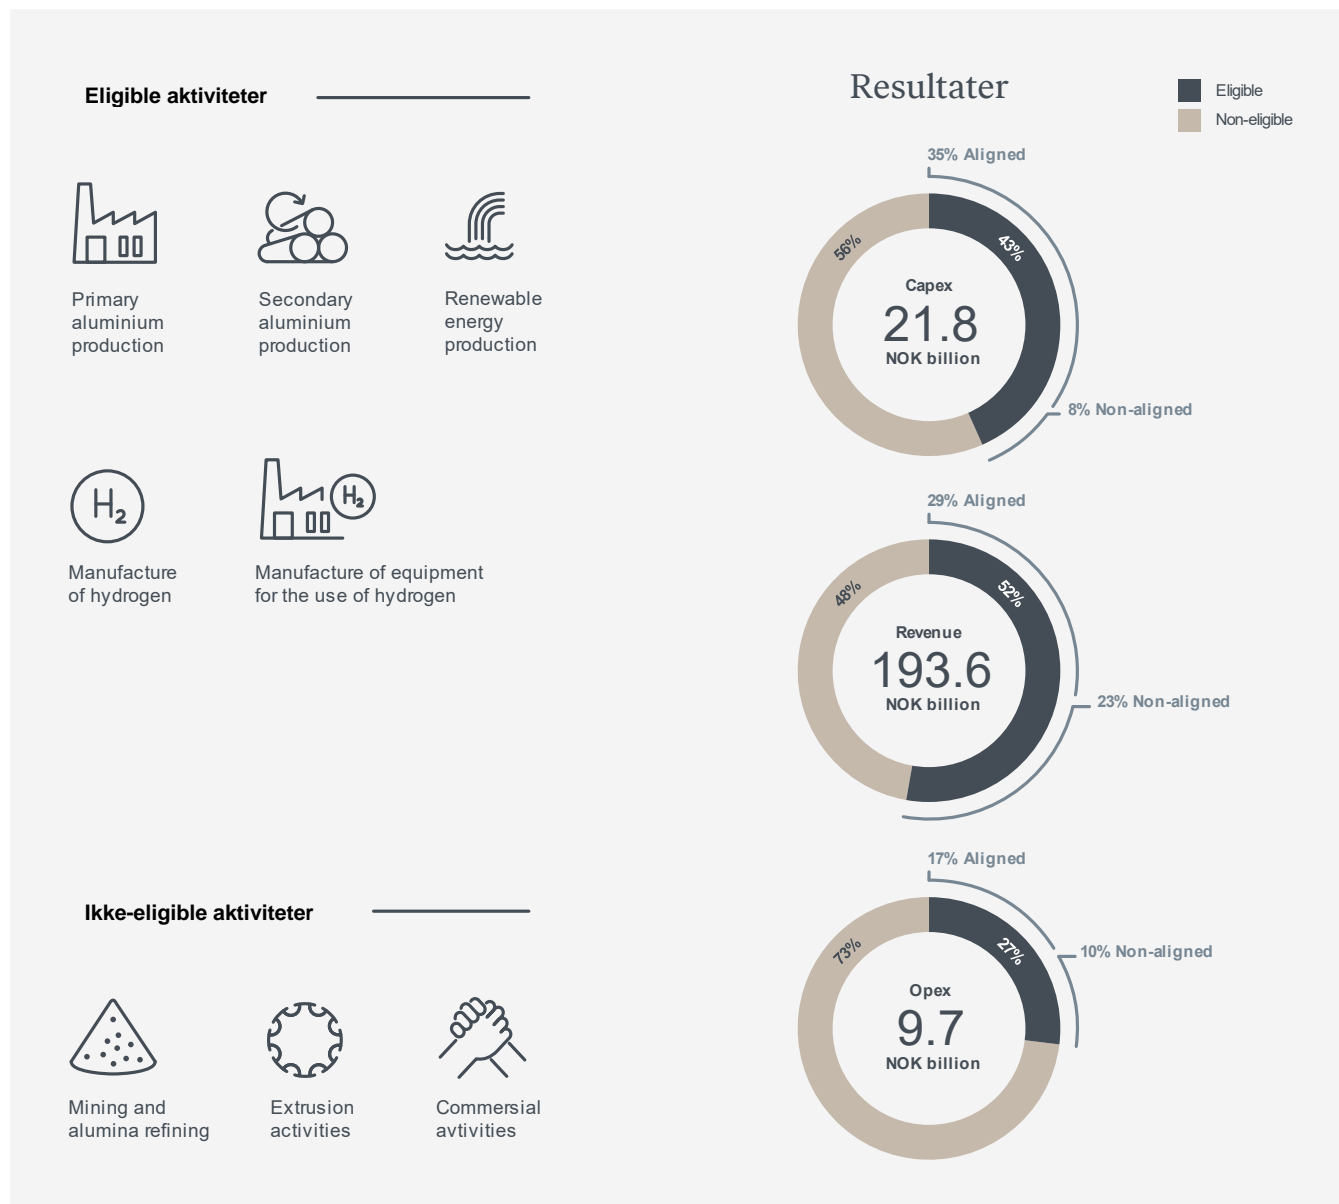 Eligible aktiviteter
Primary
aluminium
production
Secondary
aluminium
production
Renewable
energy
production
H2
Manufacture
of hydrogen
H2
Manufacture of equipment
for the use of hydrogen
Ikke-eligible aktiviteter
Mining and
alumina refining
Extrusion
activities
Commersial
avtivities
Resultater
Eligible
Non-eligible
35% Aligned
56%
43%
Capex
21.8
NOK billion
8% Non-aligned
29% Aligned
48%
52%
Revenue
193.6
NOK billion
23% Non-aligned
17% Aligned
73%
27%
10% Non-aligned
Opex
9.7
NOK billion